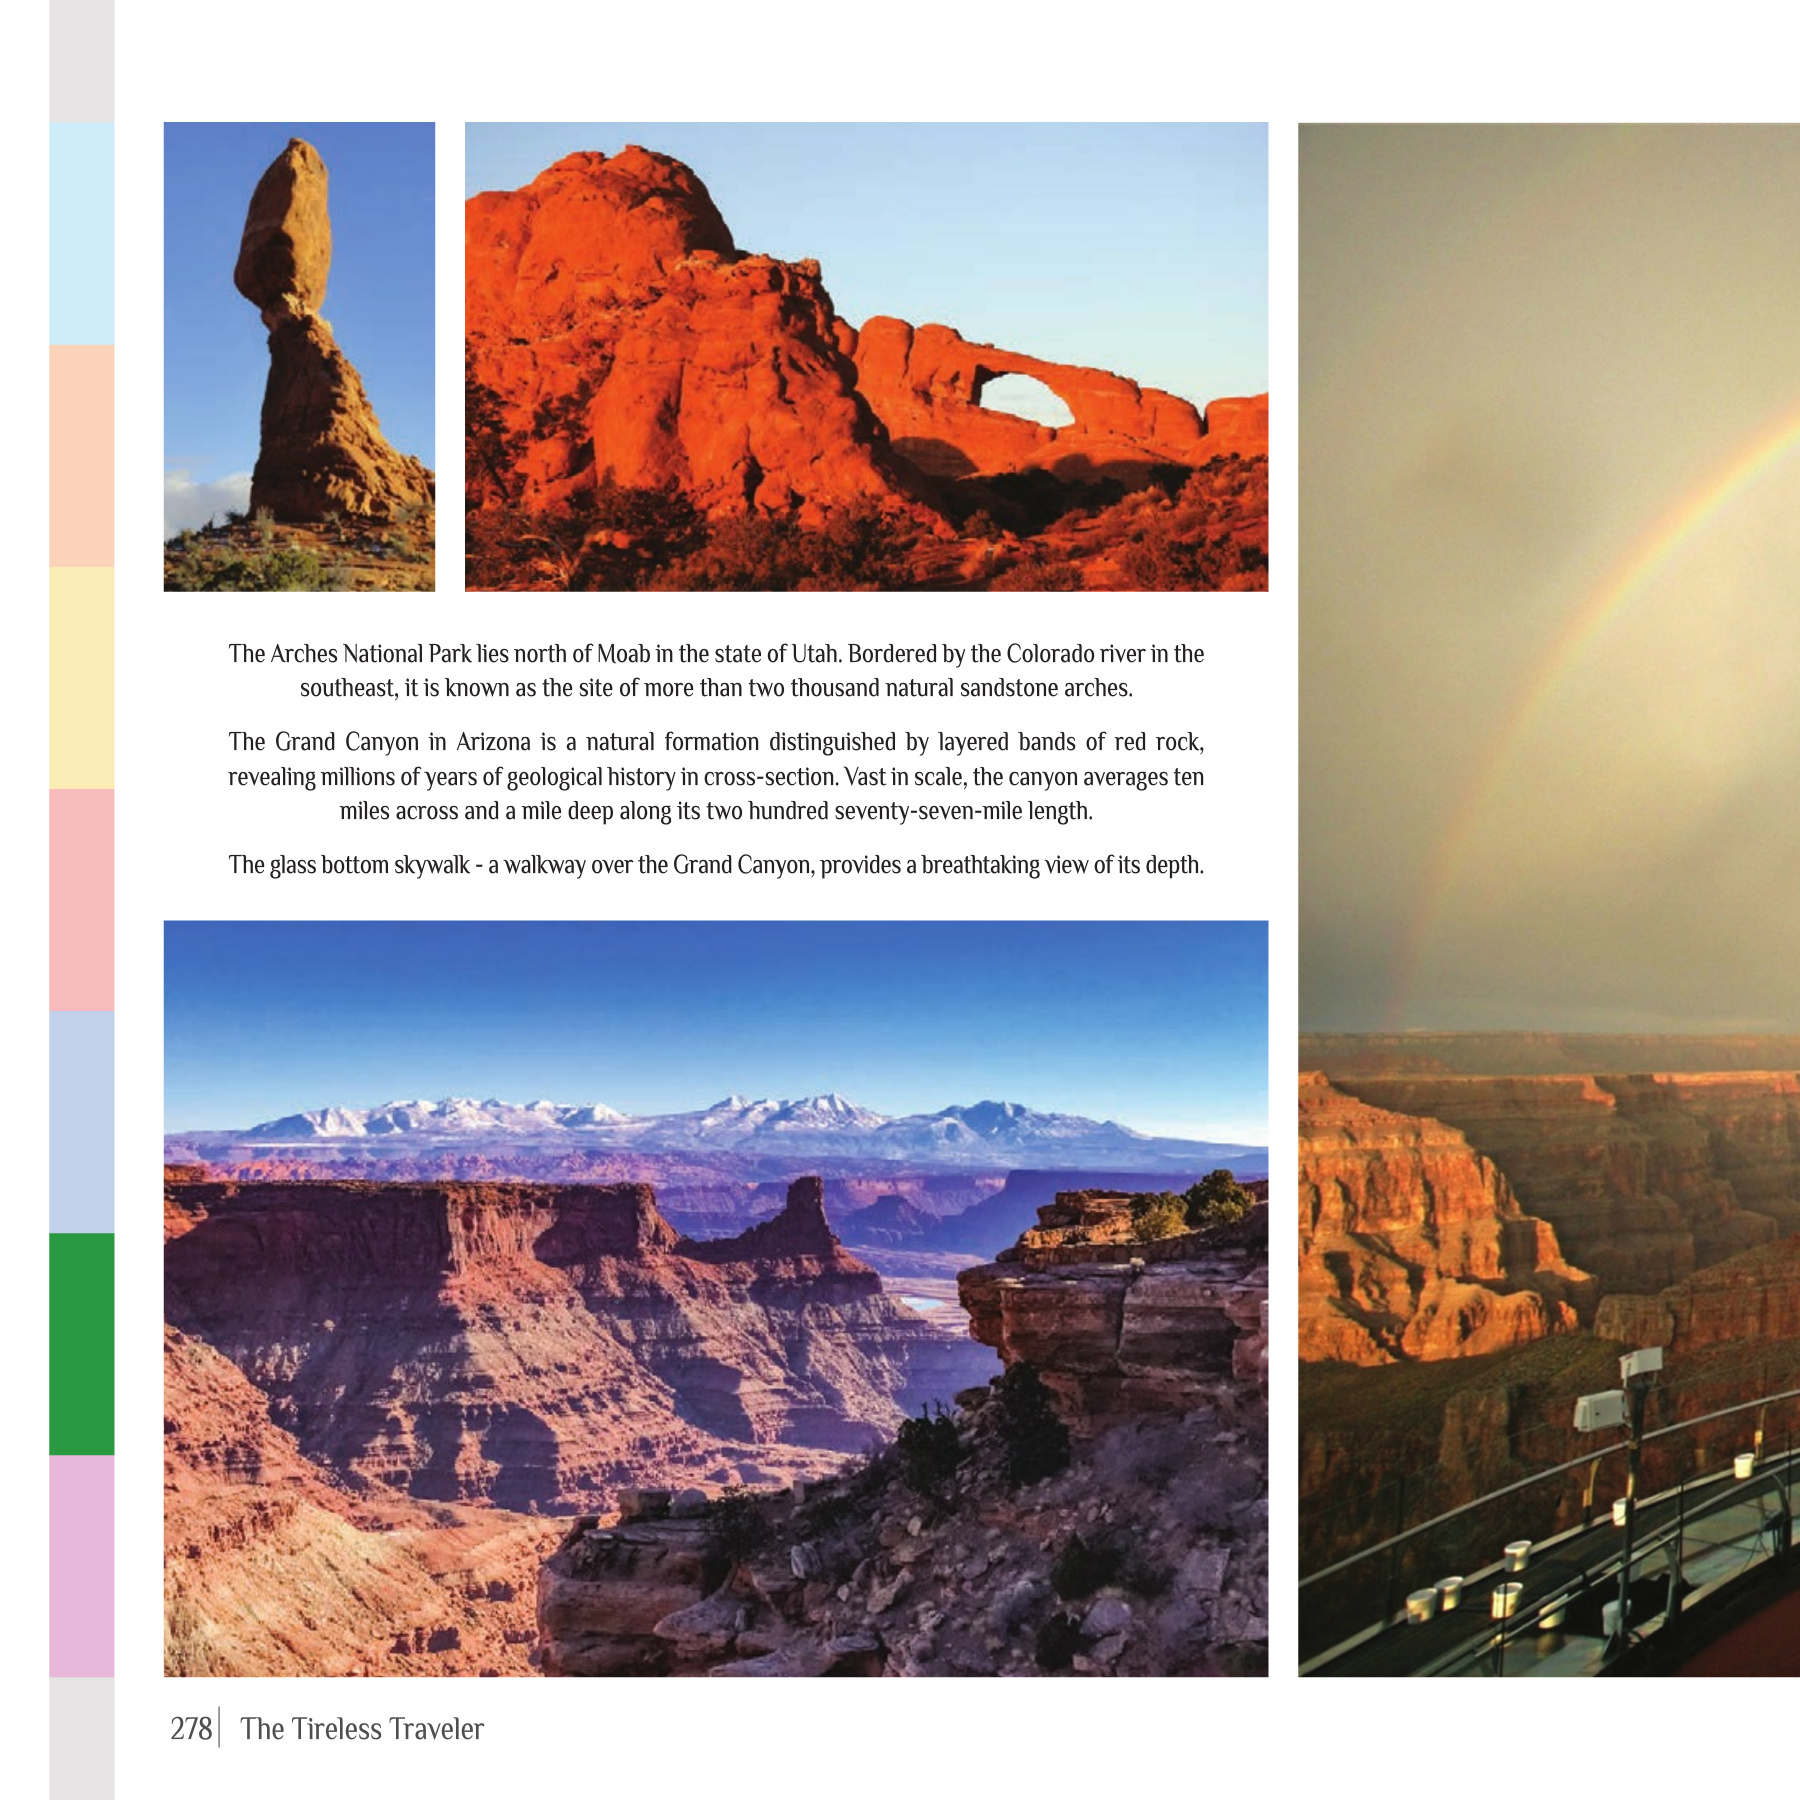 The Arches National Park lies north of Moab in the state of Utah. Bordered by the Colorado river in the
southeast, it is known as the site of more than two thousand natural sandstone arches.
The Grand Canyon in Arizona is a natural formation distinguished by layered bands of red rock,
revealing millions of years of geological history in cross-section. Vast in scale, the canyon averages ten
miles across and a mile deep along its two hundred seventy-seven-mile length.
The glass bottom skywalk - a walkway over the Grand Canyon, provides a breathtaking view of its depth.
278 The Tireless Traveler